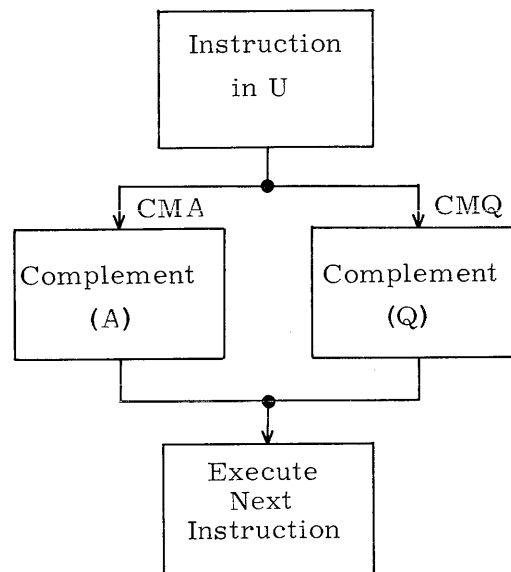 Instruction
in U
CMA
CMQ
Complement
(A)
Complement
(Q)
Execute
Next
Instruction